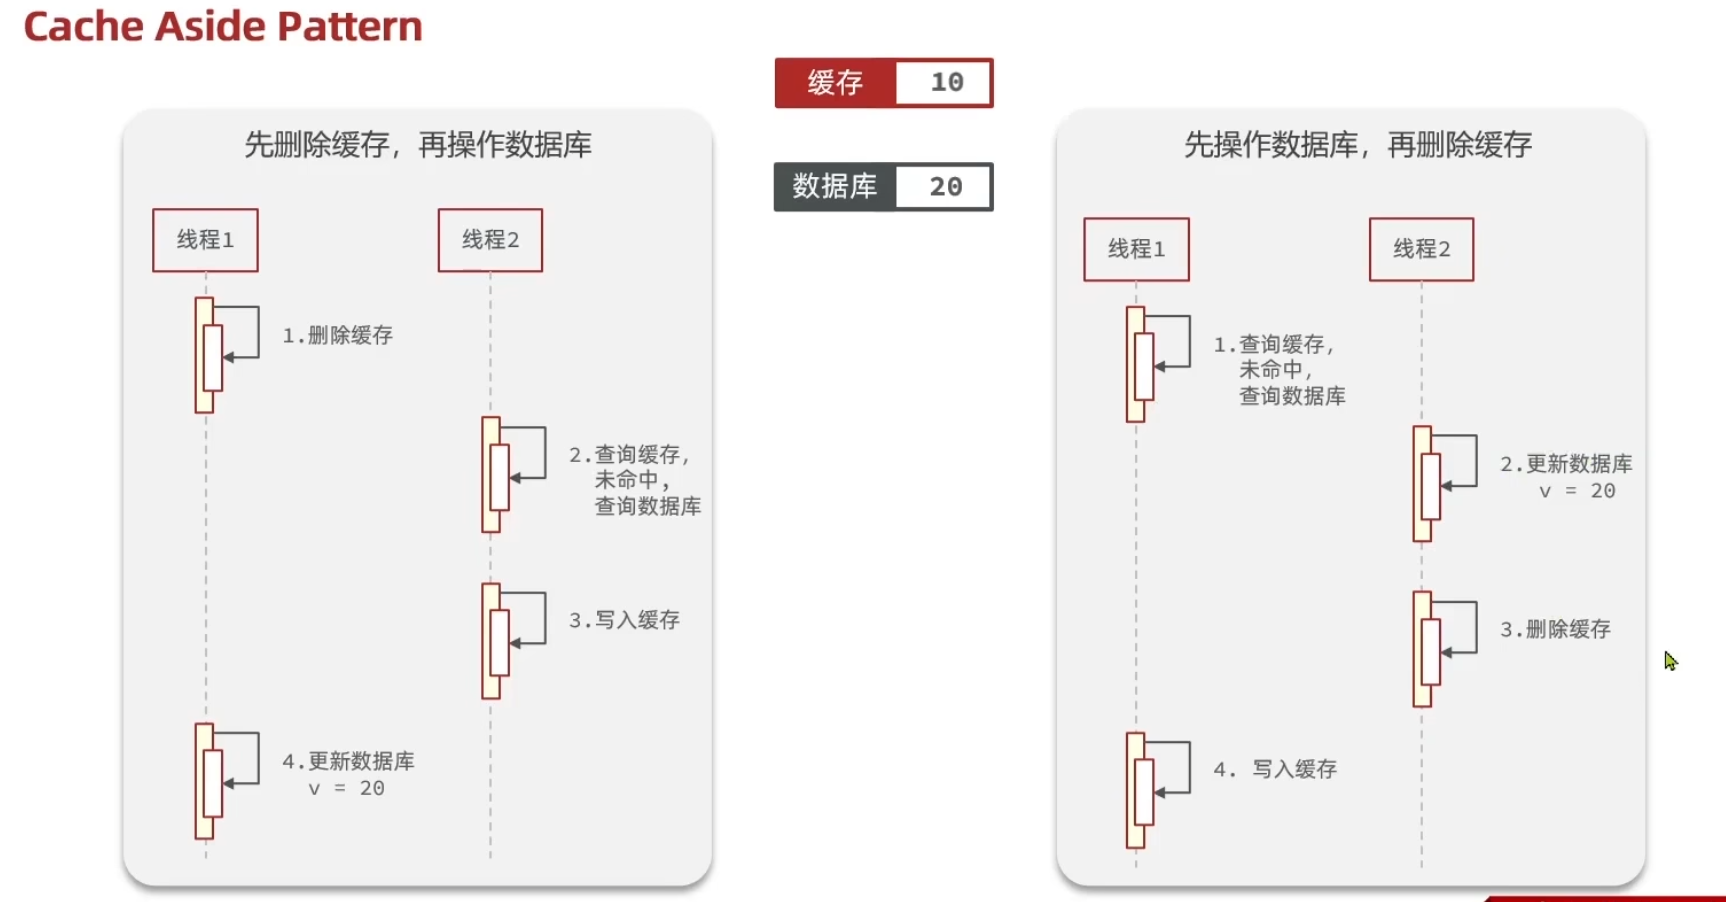 Cache Aside Pattern
缓存 10
数据库 20
先删除缓存，再操作数据库
线程1 线程2
1.删除缓存
2.查询缓存，
未命中，
查询数据库
3.写入缓存
4.更新数据库
v = 20
先操作数据库，再删除缓存
线程1 线程2
1.查询缓存，
未命中，
查询数据库
2.更新数据库
v = 20
3.删除缓存
4. 写入缓存